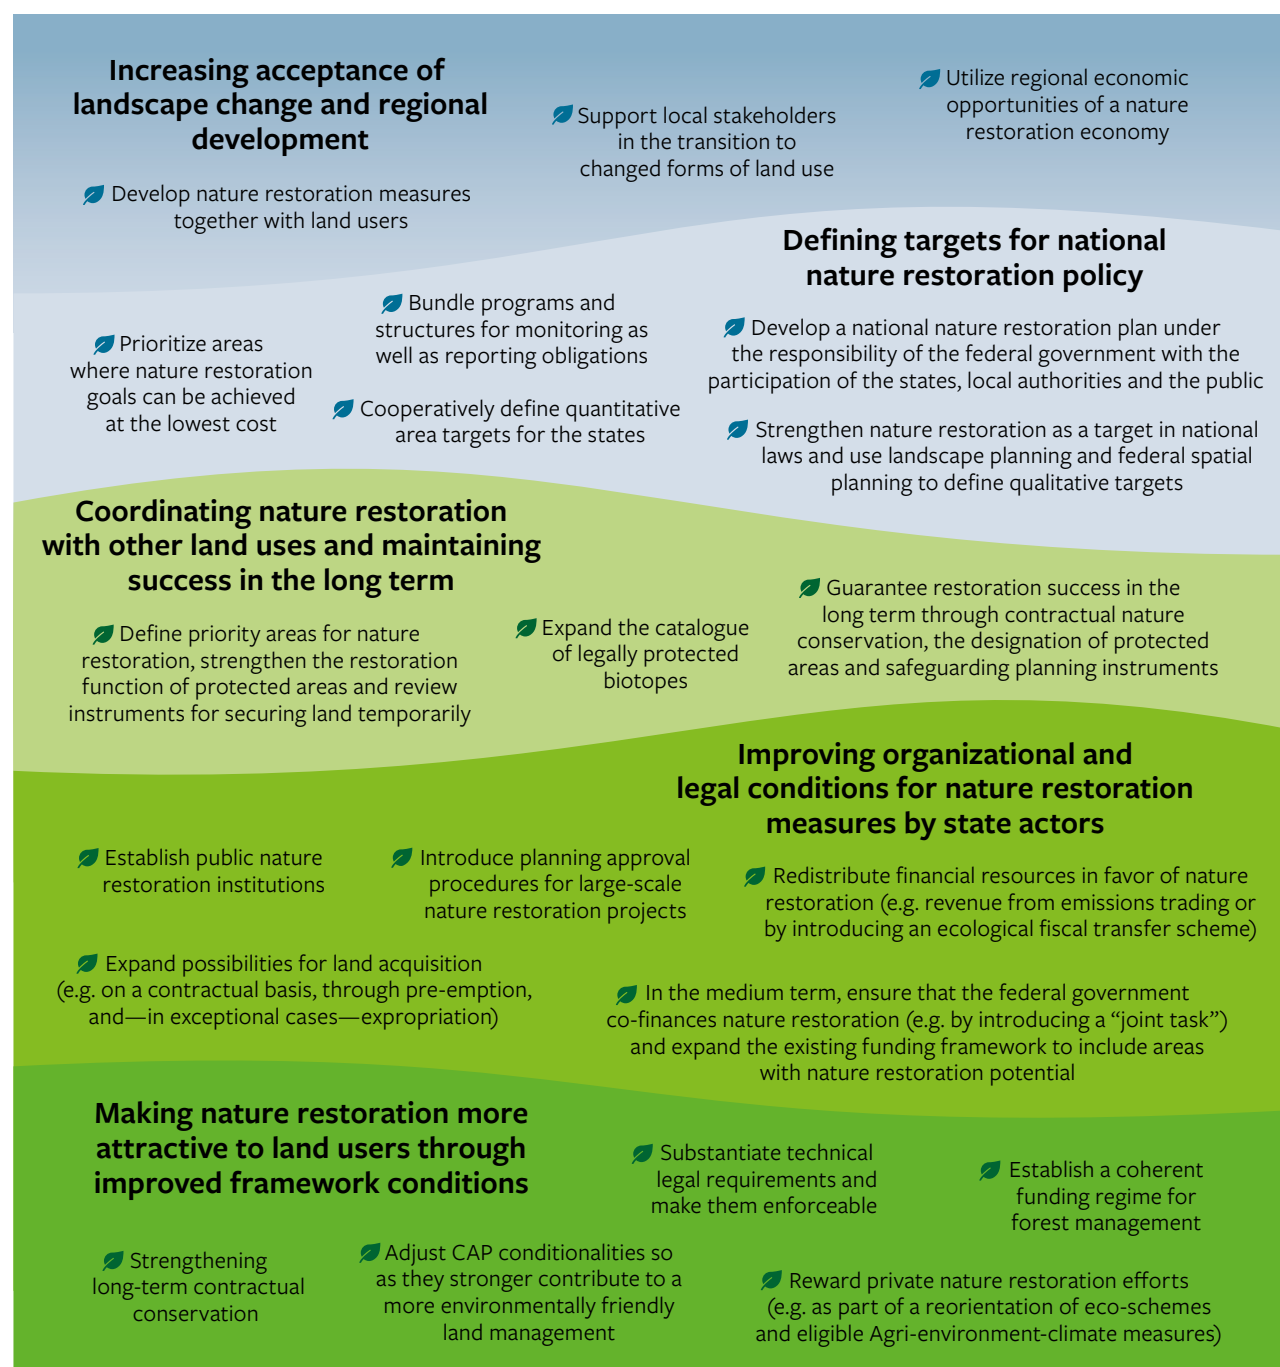 Increasing acceptance of
landscape change and regional
development
Develop nature restoration measures
together with land users
Support local stakeholders
in the transition to
changed forms of land use
Utilize regional economic
opportunities of a nature
restoration economy
Defining targets for national
nature restoration policy
Prioritize areas
where nature restoration
goals can be achieved
at the lowest cost
Bundle programs and
structures for monitoring as
well as reporting obligations
Cooperatively define quantitative
area targets for the states
Develop a national nature restoration plan under
the responsibility of the federal government with the
participation of the states, local authorities and the public
Strengthen nature restoration as a target in national
laws and use landscape planning and federal spatial
planning to define qualitative targets
Coordinating nature restoration
with other land uses and maintaining
success in the long term
Define priority areas for nature
restoration, strengthen the restoration
function of protected areas and review
instruments for securing land temporarily
Expand the catalogue
of legally protected
biotopes
Guarantee restoration success in the
long term through contractual nature
conservation, the designation of protected
areas and safeguarding planning instruments
Improving organizational and
legal conditions for nature restoration
measures by state actors
Establish public nature
restoration institutions
Introduce planning approval
procedures for large-scale
nature restoration projects
Redistribute financial resources in favor of nature
restoration (e.g. revenue from emissions trading or
by introducing an ecological fiscal transfer scheme)
Expand possibilities for land acquisition
(e.g. on a contractual basis, through pre-emption,
and—in exceptional cases—expropriation)
In the medium term, ensure that the federal government
co-finances nature restoration (e.g. by introducing a “joint task”)
and expand the existing funding framework to include areas
with nature restoration potential
Making nature restoration more
attractive to land users through
improved framework conditions
Substantiate technical
legal requirements and
make them enforceable
Establish a coherent
funding regime for
forest management
Strengthening
long-term contractual
conservation
Adjust CAP conditionalities so
as they stronger contribute to a
more environmentally friendly
land management
Reward private nature restoration efforts
(e.g. as part of a reorientation of eco-schemes
and eligible Agri-environment-climate measures)